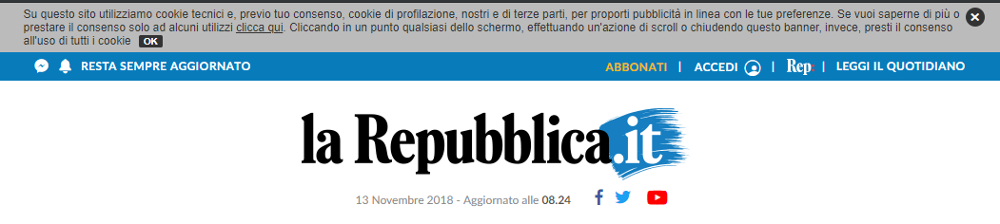 Su questo sito utilizziamo cookie tecnici e, previo tuo consenso, cookie di profilazione, nostri e di terze parti, per proporti pubblicità in linea con le tue preferenze. Se vuoi saperne di più o
prestare il consenso solo ad alcuni utilizzi clicca qui. Cliccando in un punto qualsiasi dello schermo, effettuando un'azione di scroll o chiudendo questo banner, invece, presti il consenso
all'uso di tutti i cookie OK
RESTA SEMPRE AGGIORNATO ABBONATI | ACCEDI | Rep: | LEGGI IL QUOTIDIANO
la Repubblica.it
13 Novembre 2018 - Aggiornato alle 08.24